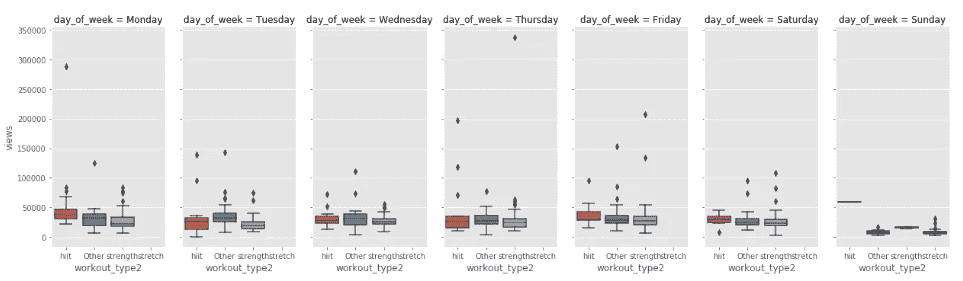 day_of_week = Monday
day_of_week = Tuesday
day_of_week = Wednesday
day_of_week = Thursday
day_of_week = Friday
day_of_week = Saturday
day_of_week = Sunday
350000
300000
250000
200000
150000
100000
50000
0
views
hiit Other strength stretch
hiit Other strength stretch
hiit Other strength stretch
hiit Other strength stretch
hiit Other strength stretch
hiit Other strength stretch
hiit Other strength stretch
workout_type2
workout_type2
workout_type2
workout_type2
workout_type2
workout_type2
workout_type2